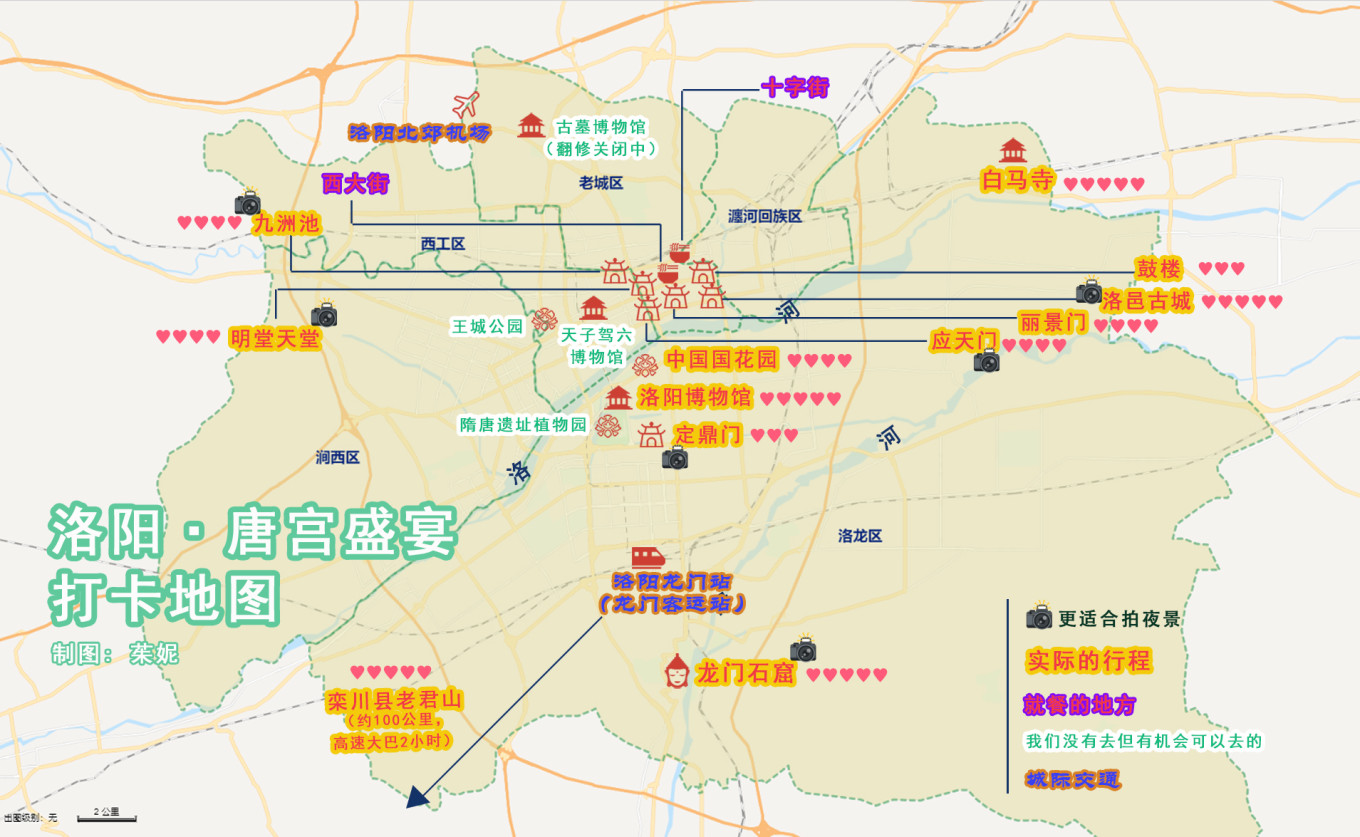 十字街
洛阳北郊机场
古墓博物馆
（翻修关闭中）
老城区
西大街
白马寺
九洲池
瀍河回族区
西工区
鼓楼
洛邑古城
丽景门
应天门
明堂天堂
王城公园
天子驾六
博物馆
河
中国国花园
洛阳博物馆
隋唐遗址植物园
定鼎门
河
涧西区
洛
洛阳·唐宫盛宴
打卡地图
制图：茱妮
洛龙区
洛阳龙门站
（龙门客运站）
龙门石窟
栾川县老君山
（约100公里，
高速大巴2小时）
更适合拍夜景
实际的行程
就餐的地方
我们没有去但有机会可以去的
城际交通
出图级别：无
2 公里